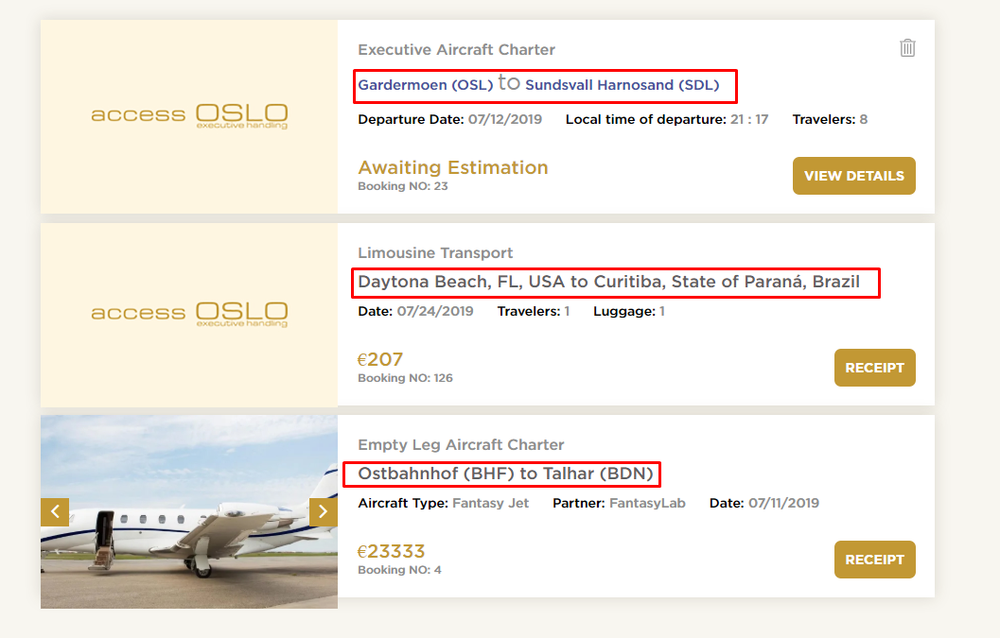 access OSLO
executive handling
Executive Aircraft Charter
Gardermoen (OSL) to Sundsvall Harnosand (SDL)
Departure Date: 07/12/2019 Local time of departure: 21 : 17 Travelers: 8
Awaiting Estimation
Booking NO: 23
VIEW DETAILS
access OSLO
executive handling
Limousine Transport
Daytona Beach, FL, USA to Curitiba, State of Paraná, Brazil
Date: 07/24/2019 Travelers: 1 Luggage: 1
€207
Booking NO: 126
RECEIPT
Empty Leg Aircraft Charter
Ostbahnhof (BHF) to Talhar (BDN)
Aircraft Type: Fantasy Jet Partner: FantasyLab Date: 07/11/2019
€23333
Booking NO: 4
RECEIPT